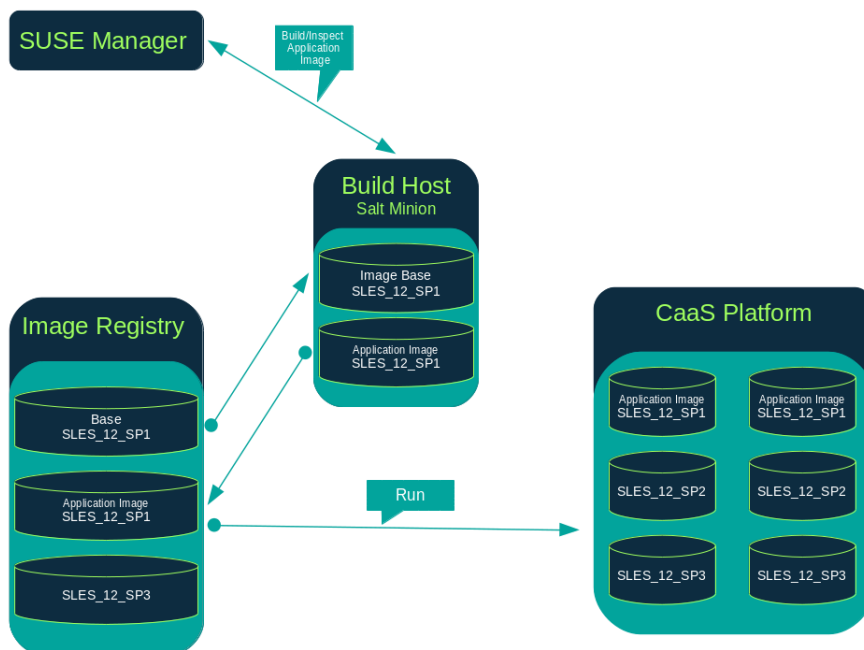 SUSE Manager
Build/Inspect
Application
Image
Build Host
Salt Minion
Image Base
SLES_12_SP1
Application Image
SLES_12_SP1
Image Registry
Base
SLES_12_SP1
Application Image
SLES_12_SP1
SLES_12_SP3
Run
CaaS Platform
Application Image
SLES_12_SP1
Application Image
SLES_12_SP1
SLES_12_SP2
SLES_12_SP2
SLES_12_SP3
SLES_12_SP3